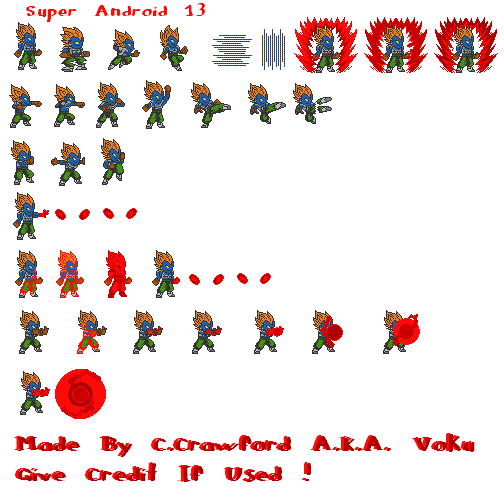 Super Android 13
Made By C.Crawford A.K.A. Voku
Give Credit If Used !